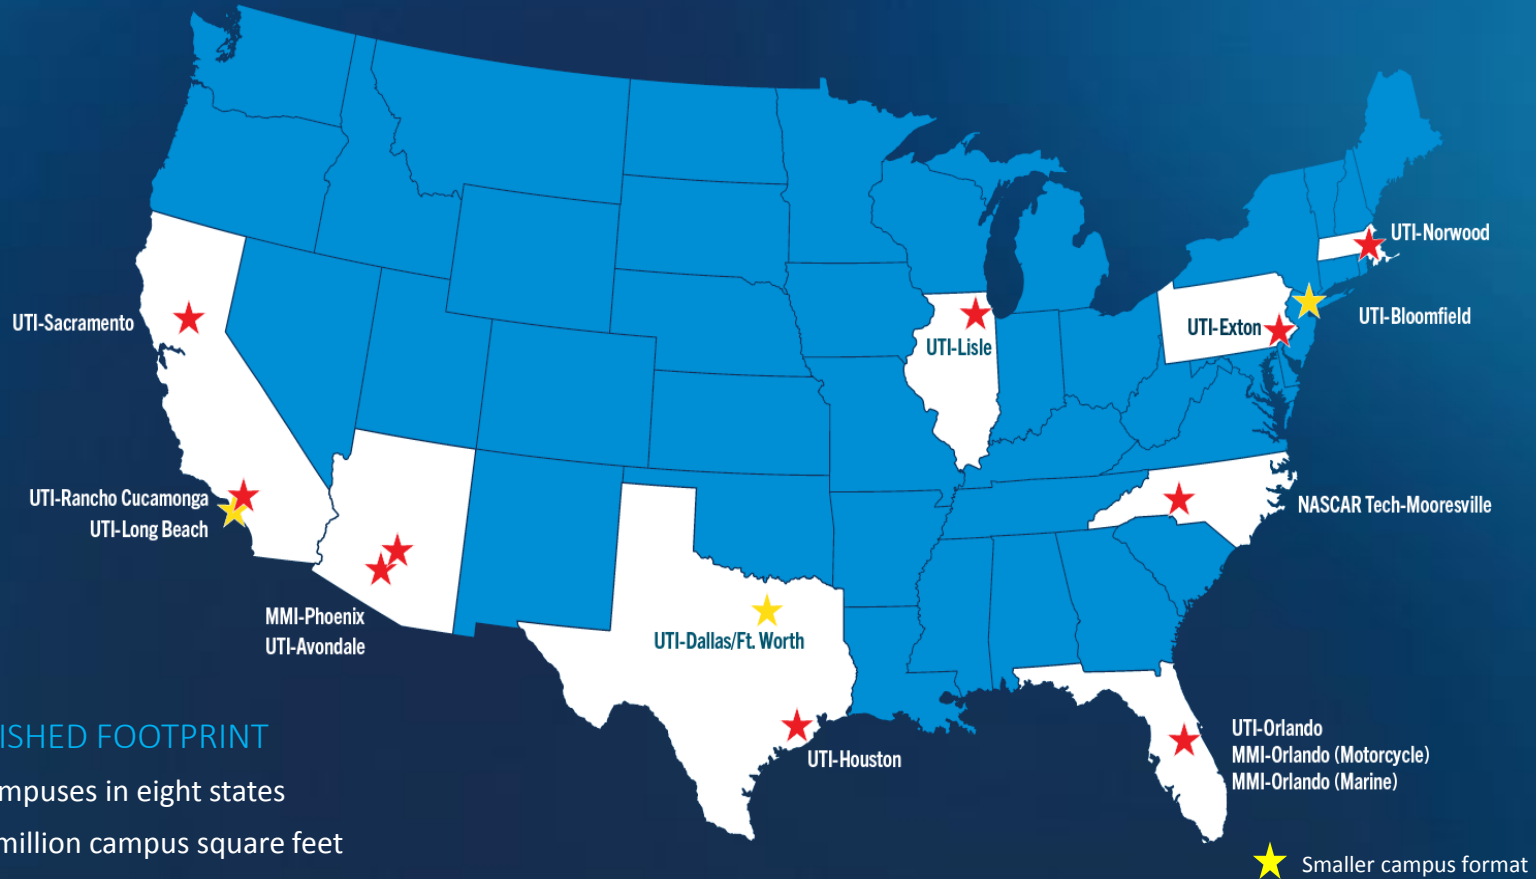 UTI-Norwood
UTI-Bloomfield
UTI-Exton
UTI-Sacramento
UTI-Lisle
UTI-Rancho Cucamonga
UTI-Long Beach
NASCAR Tech-Mooresville
MMI-Phoenix
UTI-Avondale
UTI-Dallas/Ft. Worth
UTI-Houston
UTI-Orlando
MMI-Orlando (Motorcycle)
MMI-Orlando (Marine)
ISHED FOOTPRINT
mpuses in eight states
million campus square feet
Smaller campus format